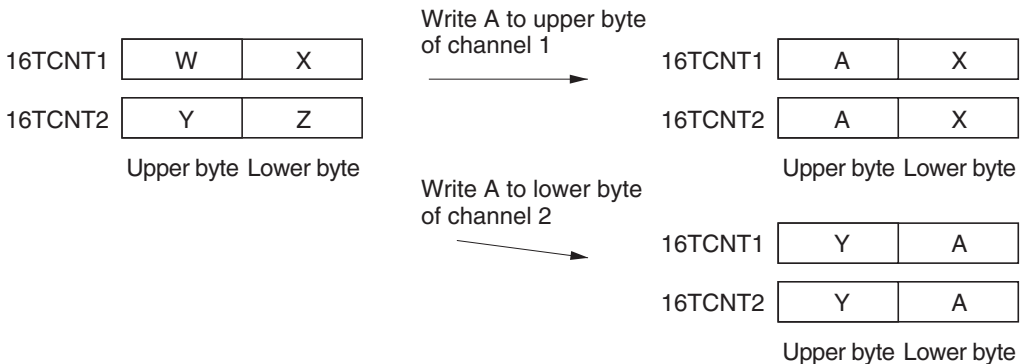 Write A to upper byte
of channel 1
16TCNT1 W X
16TCNT2 Y Z
Upper byte Lower byte
16TCNT1 A X
16TCNT2 A X
Upper byte Lower byte
Write A to lower byte
of channel 2
16TCNT1 Y A
16TCNT2 Y A
Upper byte Lower byte